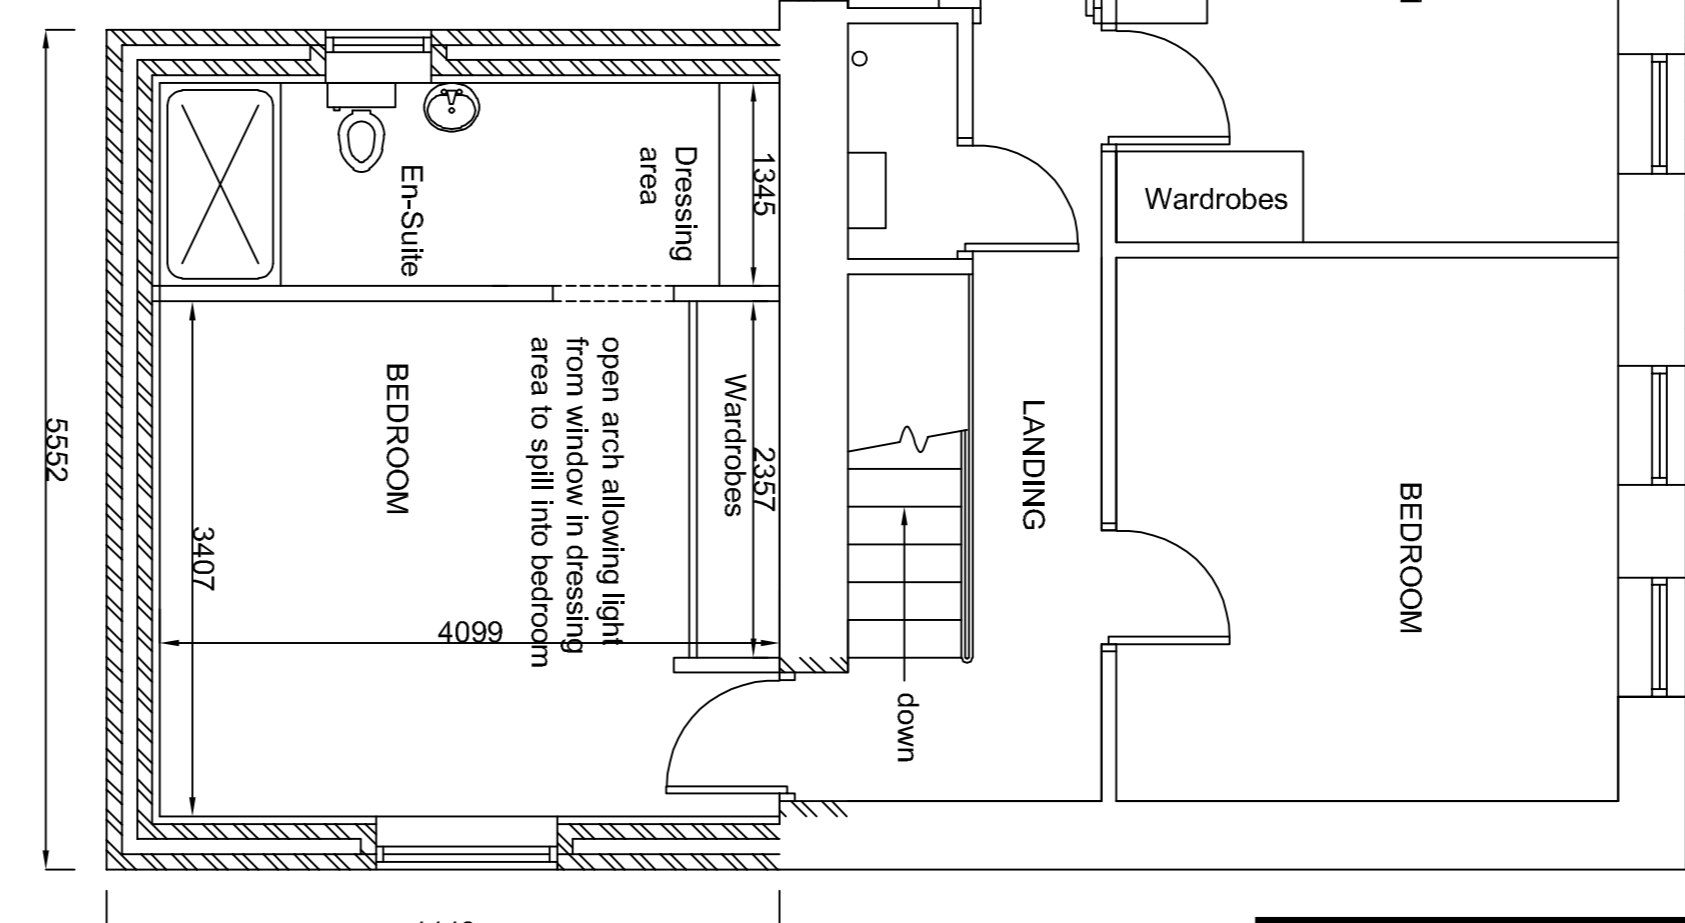 5552
En-Suite
Dressing
area
1345
Wardrobes
BEDROOM
open arch allowing light
from window in dressing
area to spill into bedroom
Wardrobes
2357
3407
4099
LANDING
down
BEDROOM